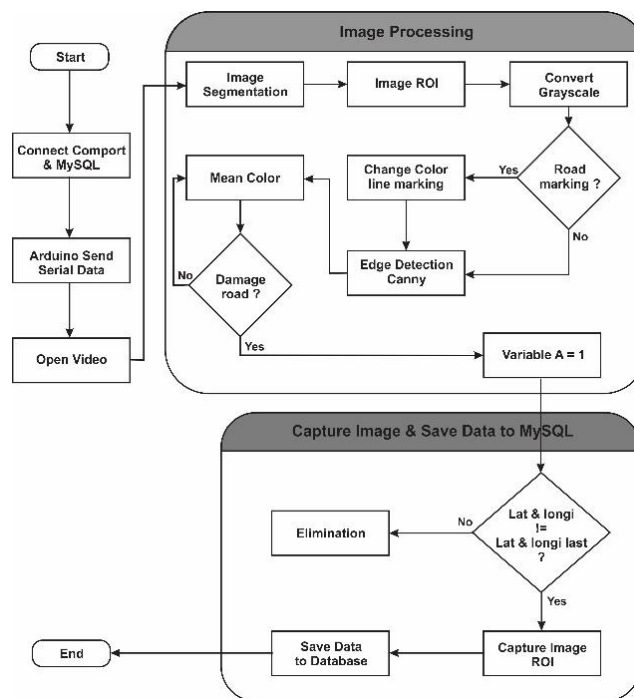 Image Processing
Start
Image
Segmentation
Image ROI
Convert
Grayscale
Connect Comport
& MySQL
Mean Color
Change Color
line marking
Yes
Road
marking ?
No
Arduino Send
Serial Data
No
Damage
road ?
Edge Detection
Canny
Yes
Open Video
Variable A = 1
Capture Image & Save Data to MySQL
Elimination
No
Lat & longi
!=
Lat & longi last
?
Yes
End
Save Data
to Database
Capture Image
ROI